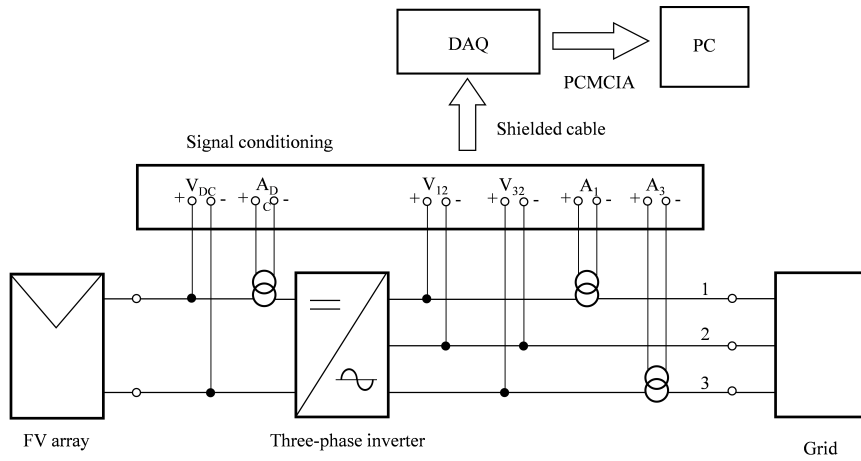 DAQ
PC
PCMCIA
Shielded cable
Signal conditioning
V_DC
A_DC
V_12
V_32
A_1
A_3
+ - + - + - + - + - + -
1
2
3
FV array
Three-phase inverter
Grid